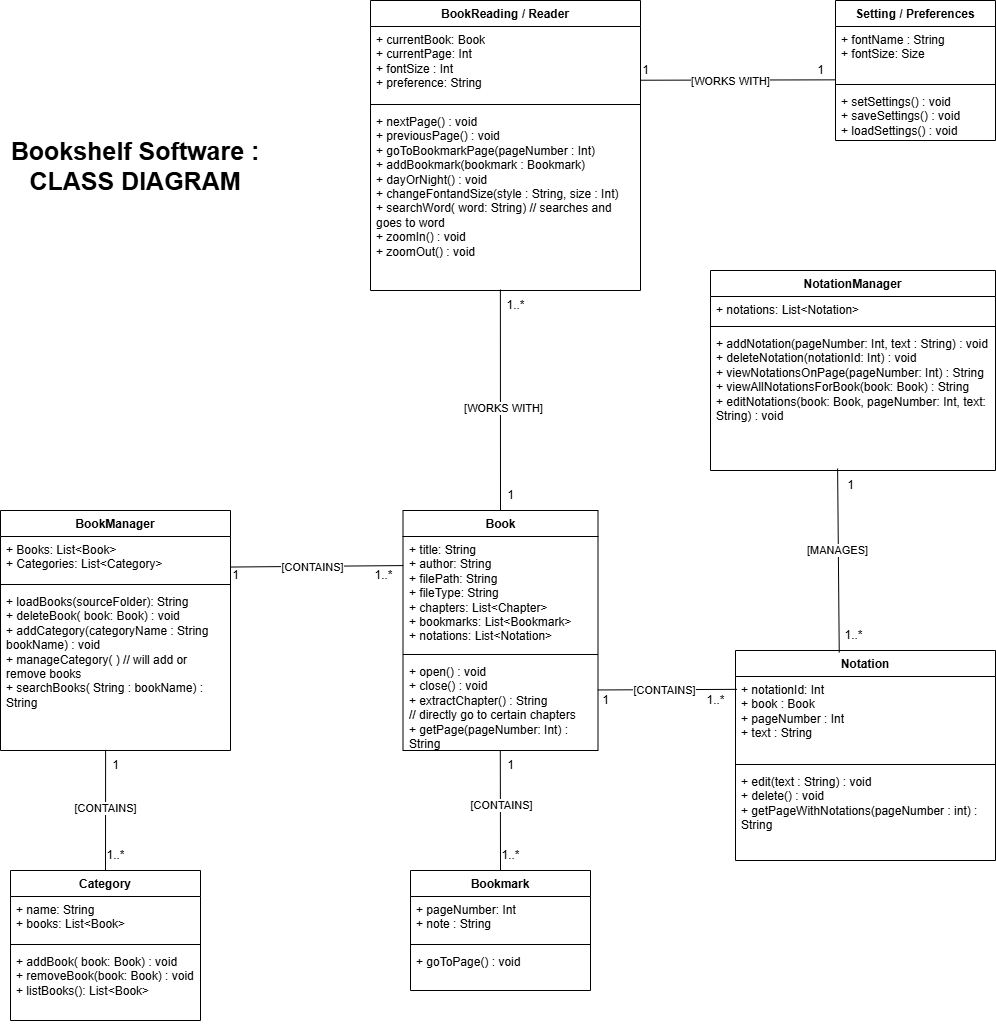 Bookshelf Software :
CLASS DIAGRAM
BookReading / Reader
+ currentBook: Book
+ currentPage: Int
+ fontSize : Int
+ preference: String
+ nextPage() : void
+ previousPage() : void
+ goToBookmarkPage(pageNumber : Int)
+ addBookmark(bookmark : Bookmark)
+ dayOrNight() : void
+ changeFontandSize(style : String, size : Int)
+ searchWord( word: String) // searches and
goes to word
+ zoomIn() : void
+ zoomOut() : void
1
[WORKS WITH]
1
Setting / Preferences
+ fontName : String
+ fontSize: Size
+ setSettings() : void
+ saveSettings() : void
+ loadSettings() : void
1..*
[WORKS WITH]
1
NotationManager
+ notations: List<Notation>
+ addNotation(pageNumber: Int, text : String) : void
+ deleteNotation(notationId: Int) : void
+ viewNotationsOnPage(pageNumber: Int) : String
+ viewAllNotationsForBook(book: Book) : String
+ editNotations(book: Book, pageNumber: Int, text:
String) : void
1
[MANAGES]
1..*
BookManager
+ Books: List<Book>
+ Categories: List<Category>
+ loadBooks(sourceFolder): String
+ deleteBook( book: Book) : void
+ addCategory(categoryName : String
bookName) : void
+ manageCategory( ) // will add or
remove books
+ searchBooks( String : bookName) :
String
1
[CONTAINS]
1..*
Book
+ title: String
+ author: String
+ filePath: String
+ fileType: String
+ chapters: List<Chapter>
+ bookmarks: List<Bookmark>
+ notations: List<Notation>
+ open() : void
+ close() : void
+ extractChapter() : String
// directly go to certain chapters
+ getPage(pageNumber: Int) :
String
1
[CONTAINS]
1..*
Notation
+ notationId: Int
+ book : Book
+ pageNumber : Int
+ text : String
+ edit(text : String) : void
+ delete() : void
+ getPageWithNotations(pageNumber : int) :
String
1
[CONTAINS]
1..*
1
[CONTAINS]
1..*
Category
+ name: String
+ books: List<Book>
+ addBook( book: Book) : void
+ removeBook(book: Book) : void
+ listBooks(): List<Book>
Bookmark
+ pageNumber: Int
+ note : String
+ goToPage() : void